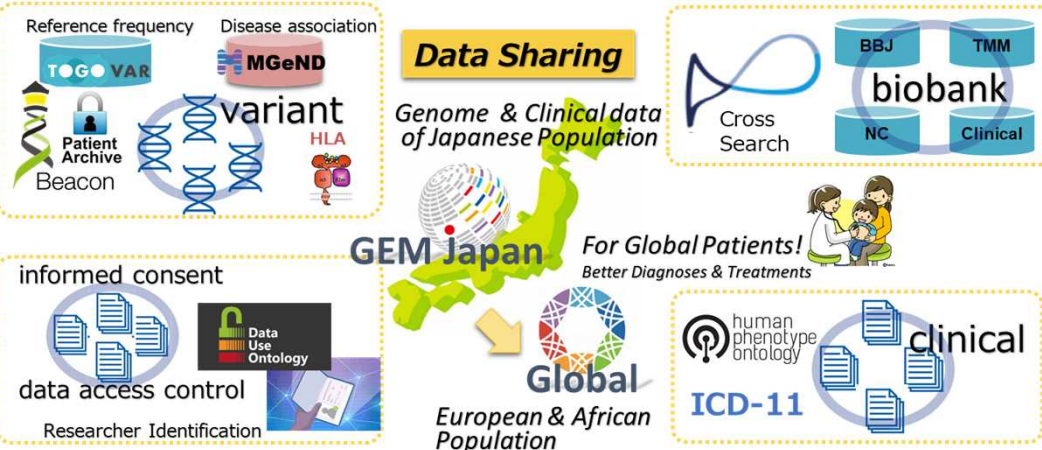 Reference frequency
Disease association
TOGO VAR
MGeND
variant
Patient
Archive
Beacon
HLA
Data Sharing
Genome & Clinical data
of Japanese Population
GEM Japan
For Global Patients!
Better Diagnoses & Treatments
Global
European & African
Population
Cross
Search
BBJ
TMM
biobank
NC
Clinical
informed consent
Data
Use
Ontology
data access control
Researcher Identification
human
phenotype
ontology
clinical
ICD-11